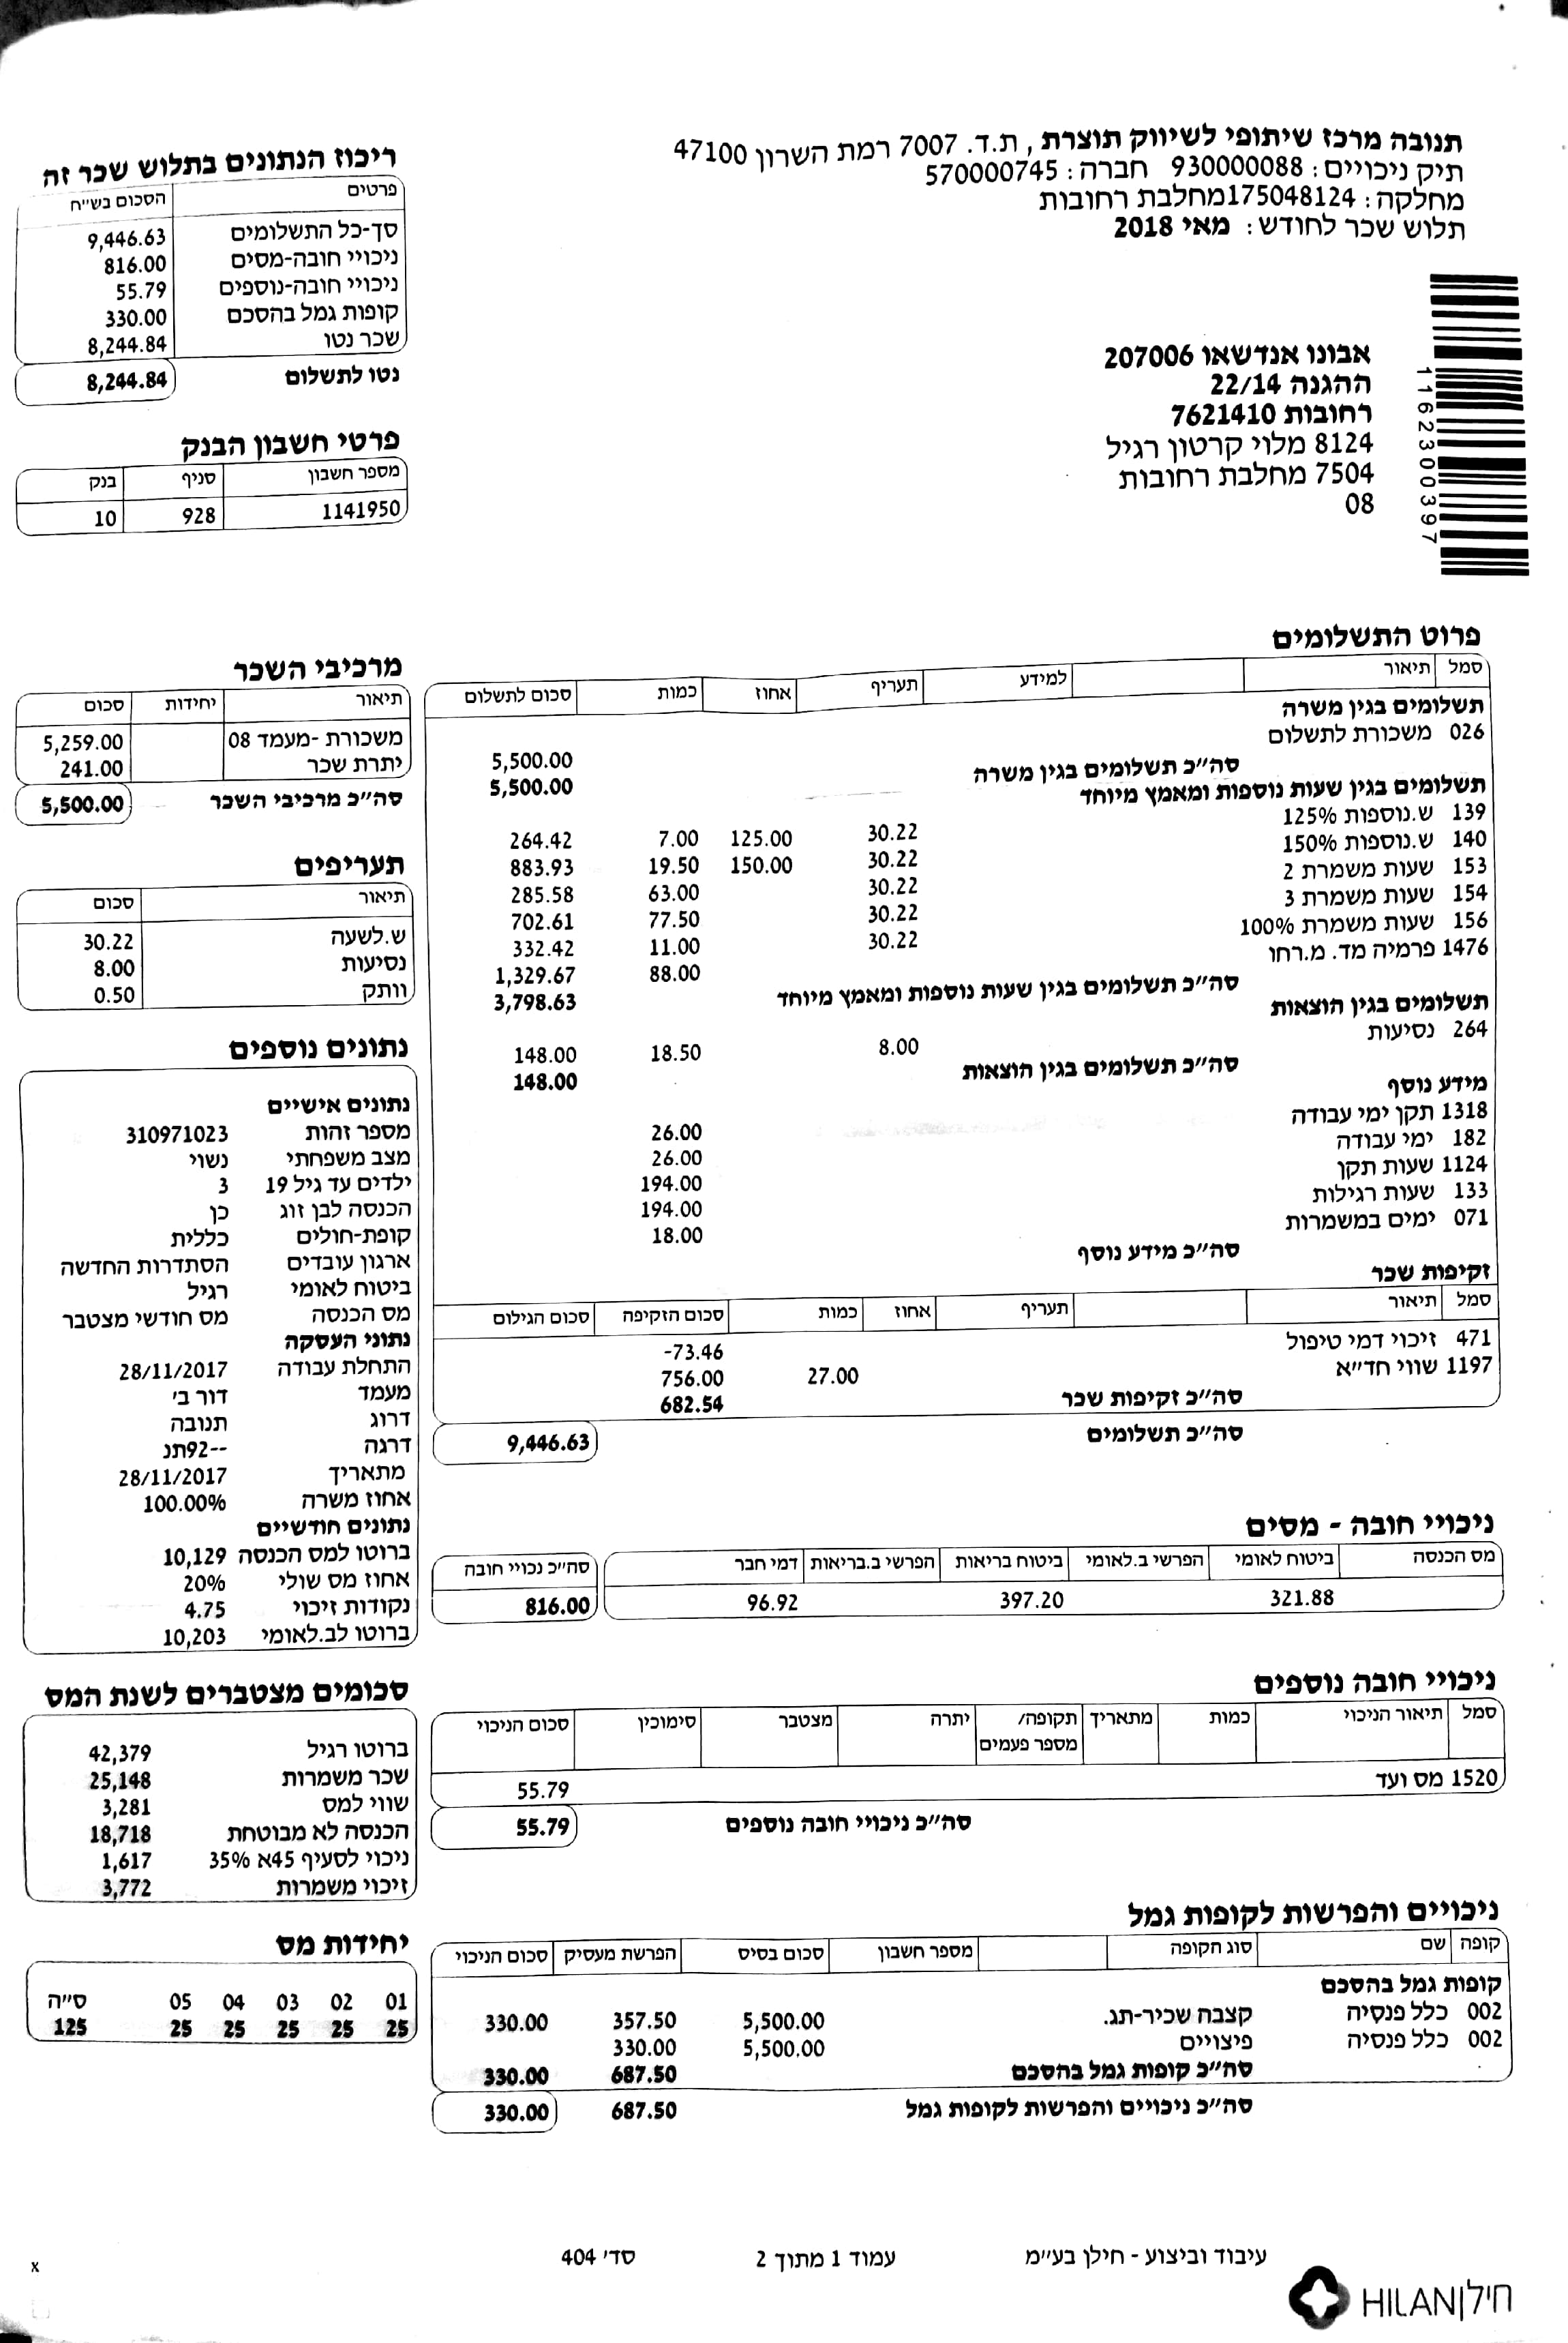 תנובה מרכז שיתופי לשיווק תוצרת , ת.ד. 7007 רמת השרון 47100
תיק ניכויים : 930000088 חברה : 570000745
מחלקה : 175048124מחלבת רחובות
תלוש שכר לחודש : מאי 2018
11623000397
אבונו אנדשאו 207006
ההגנה 22/14
רחובות 7621410
8124 מלוי קרטון רגיל
7504 מחלבת רחובות
08
ריכוז הנתונים בתלוש שכר זה
פרטים הסכום בש״ח
סך-כל התשלומים 9,446.63
ניכויי חובה-מסים 816.00
ניכויי חובה-נוספים 55.79
קופות גמל בהסכם 330.00
שכר נטו 8,244.84
נטו לתשלום 8,244.84
פרטי חשבון הבנק
מספר חשבון סניף בנק
1141950 928 10
פרוט התשלומים
סמל תיאור למידע תעריף אחוז כמות סכום לתשלום
תשלומים בגין משרה
026 משכורת לתשלום 5,500.00
סה״כ תשלומים בגין משרה 5,500.00
תשלומים בגין שעות נוספות ומאמץ מיוחד
139 ש.נוספות 125% 30.22 125.00 7.00 264.42
140 ש.נוספות 150% 30.22 150.00 19.50 883.93
153 שעות משמרת 2 30.22 63.00 285.58
154 שעות משמרת 3 30.22 77.50 702.61
156 שעות משמרת 100% 30.22 11.00 332.42
1476 פרמיה מד. מ.רחו 88.00 1,329.67
סה״כ תשלומים בגין שעות נוספות ומאמץ מיוחד 3,798.63
תשלומים בגין הוצאות
264 נסיעות 8.00 18.50 148.00
סה״כ תשלומים בגין הוצאות 148.00
מידע נוסף
1318 תקן ימי עבודה 26.00
182 ימי עבודה 26.00
1124 שעות תקן 194.00
133 שעות רגילות 194.00
071 ימים במשמרות 18.00
סה״כ מידע נוסף
זקיפות שכר
סמל תיאור תעריף אחוז כמות סכום הזקיפה סכום הגילום
471 זיכוי דמי טיפול -73.46
1197 שווי חד״א 27.00 756.00
סה״כ זקיפות שכר 682.54
סה״כ תשלומים 9,446.63
מרכיבי השכר
תיאור יחידות סכום
משכורת -מעמד 08 5,259.00
יתרת שכר 241.00
סה״כ מרכיבי השכר 5,500.00
תעריפים
תיאור סכום
ש.לשעה 30.22
נסיעות 8.00
וותק 0.50
נתונים נוספים
נתונים אישיים
מספר זהות 310971023
מצב משפחתי נשוי
ילדים עד גיל 19 3
הכנסה לבן זוג כן
קופת-חולים כללית
ארגון עובדים הסתדרות החדשה
ביטוח לאומי רגיל
מס הכנסה מס חודשי מצטבר
נתוני העסקה
התחלת עבודה 28/11/2017
מעמד דור ב׳
דרוג תנובה
דרגה --92תנ
מתאריך 28/11/2017
אחוז משרה 100.00%
נתונים חודשיים
ברוטו למס הכנסה 10,129
אחוז מס שולי 20%
נקודות זיכוי 4.75
ברוטו לב.לאומי 10,203
ניכויי חובה - מסים
מס הכנסה ביטוח לאומי הפרשי ב.לאומי ביטוח בריאות הפרשי ב.בריאות דמי חבר סה״כ נכויי חובה
321.88 397.20 96.92 816.00
ניכויי חובה נוספים
סמל תיאור הניכוי כמות מתאריך תקופה/ מספר פעמים יתרה מצטבר סימוכין סכום הניכוי
1520 מס ועד 55.79
סה״כ ניכויי חובה נוספים 55.79
סכומים מצטברים לשנת המס
ברוטו רגיל 42,379
שכר משמרות 25,148
שווי למס 3,281
הכנסה לא מבוטחת 18,718
ניכוי לסעיף 45א 35% 1,617
זיכוי משמרות 3,772
יחידות מס
01 02 03 04 05 ס״ה
25 25 25 25 25 125
ניכויים והפרשות לקופות גמל
קופה שם סוג הקופה מספר חשבון סכום בסיס הפרשת מעסיק סכום הניכוי
קופות גמל בהסכם
002 כלל פנסיה קצבה שכיר-תג. 5,500.00 357.50 330.00
002 כלל פנסיה פיצויים 5,500.00 330.00
סה״כ קופות גמל בהסכם 687.50 330.00
סה״כ ניכויים והפרשות לקופות גמל 687.50 330.00
עיבוד וביצוע - חילן בע״מ עמוד 1 מתוך 2 סד׳ 404 x
חילן|HILAN